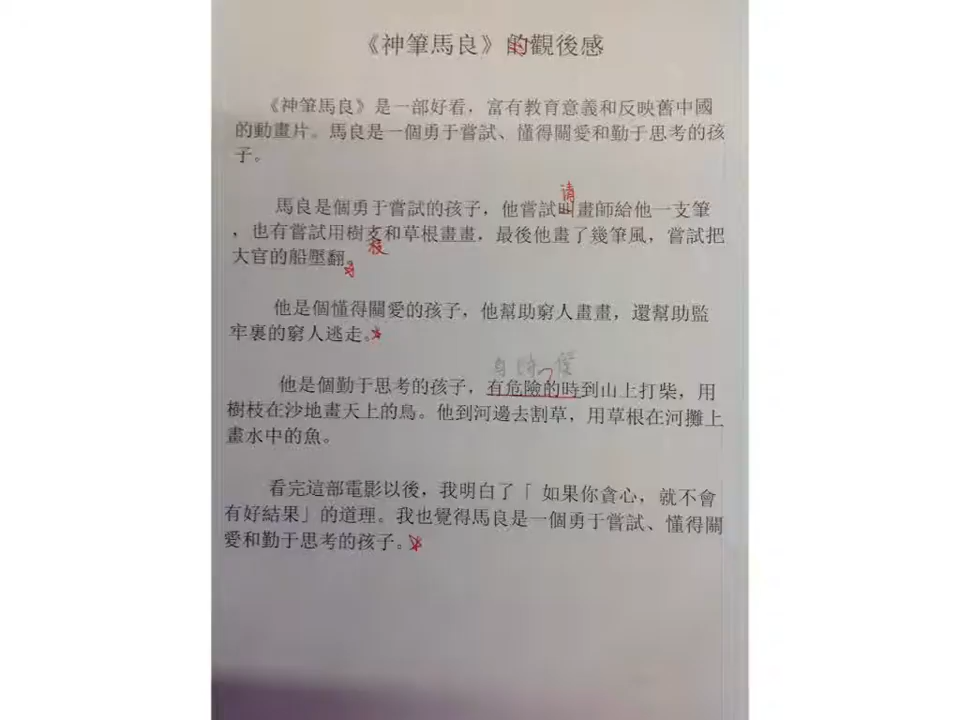 《神筆馬良》的觀後感
《神筆馬良》是一部好看，富有教育意義和反映舊中國
的動畫片。馬良是一個勇于嘗試、懂得關愛和勤于思考的孩
子。
请
馬良是個勇于嘗試的孩子，他嘗試叫畫師給他一支筆
，也有嘗試用樹支和草根畫畫，最後他畫了幾筆風，嘗試把
枝
大官的船壓翻。
他是個懂得關愛的孩子，他幫助窮人畫畫，還幫助監
牢裏的窮人逃走。
他是個勤于思考的孩子，有危險的時到山上打柴，用
樹枝在沙地畫天上的鳥。他到河邊去割草，用草根在河攤上
畫水中的魚。
看完這部電影以後，我明白了「 如果你貪心，就不會
有好結果」的道理。我也覺得馬良是一個勇于嘗試、懂得關
愛和勤于思考的孩子。